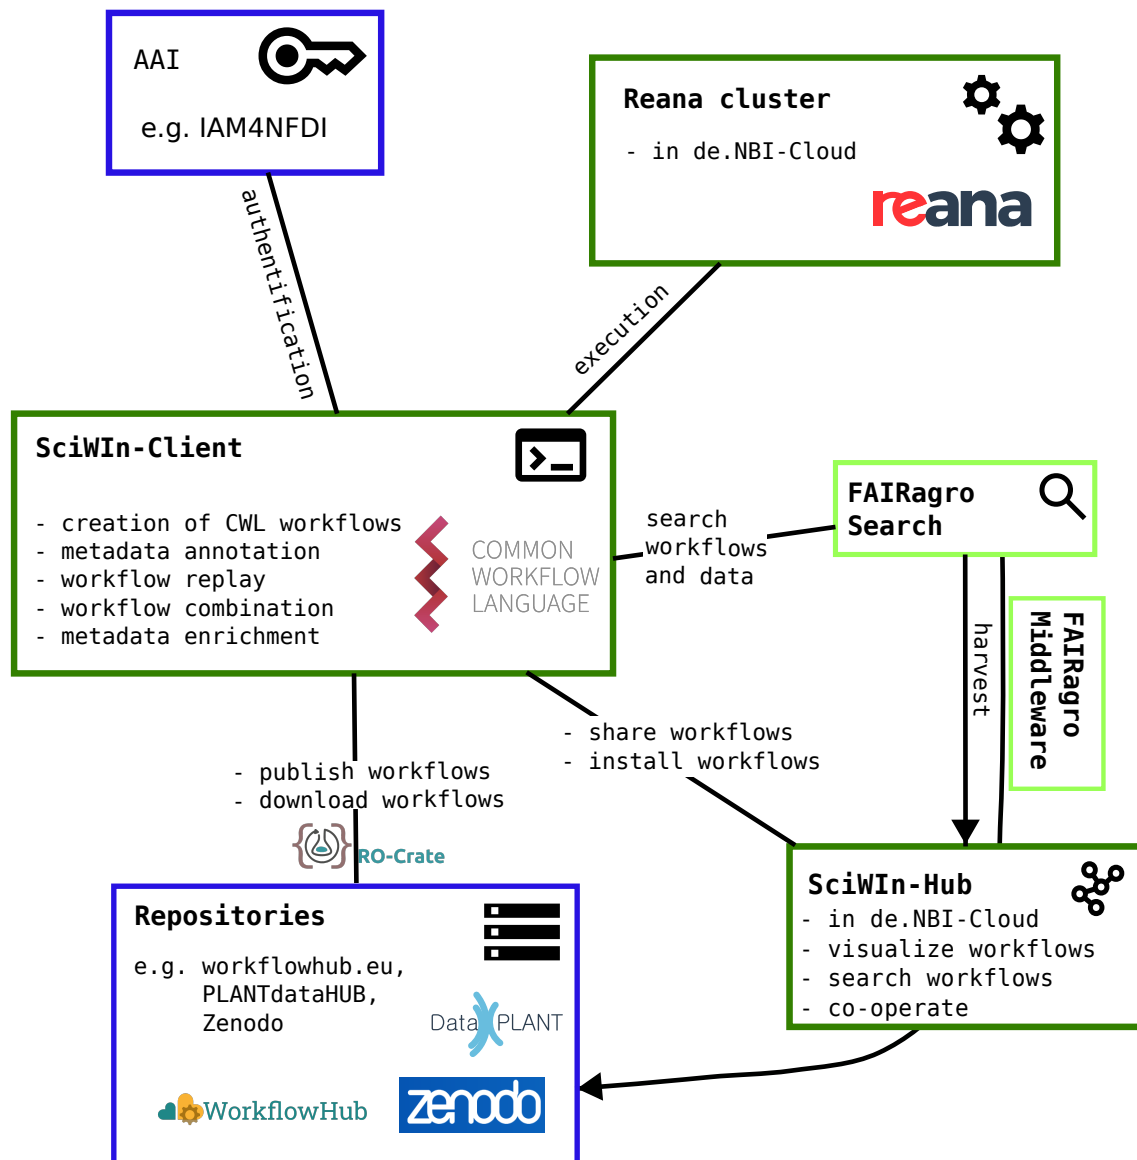 AAI
e.g. IAM4NFDI
Reana cluster
- in de.NBI-Cloud
reana
authentification
execution
SciWIn-Client
- creation of CWL workflows
- metadata annotation
- workflow replay
- workflow combination
- metadata enrichment
COMMON
WORKFLOW
LANGUAGE
search
workflows
and data
FAIRagro
Search
harvest
FAIRagro
Middleware
- share workflows
- install workflows
- publish workflows
- download workflows
RO-Crate
SciWIn-Hub
- in de.NBI-Cloud
- visualize workflows
- search workflows
- co-operate
Repositories
e.g. workflowhub.eu,
PLANTdataHUB,
Zenodo
DataPLANT
WorkflowHub
zenodo